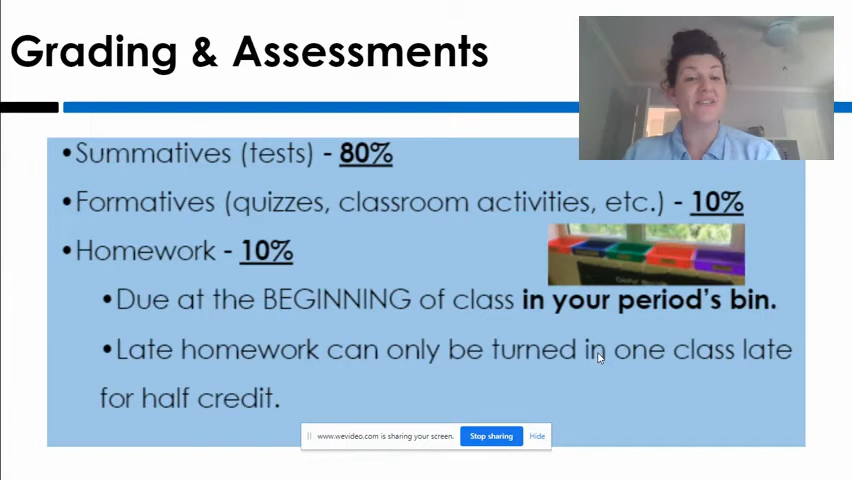 Grading & Assessments
•Summatives (tests) - 80%
•Formatives (quizzes, classroom activities, etc.) - 10%
•Homework - 10%
•Due at the BEGINNING of class in your period's bin.
•Late homework can only be turned in one class late
for half credit.
www.wevideo.com is sharing your screen. Stop sharing Hide